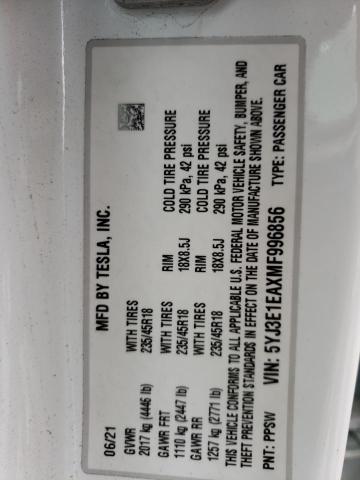 06/21 MFD BY TESLA, INC.
GVWR WITH TIRES RIM COLD TIRE PRESSURE
2017 kg (4446 lb) 235/45R18 18X8.5J 290 kPa, 42 psi
GAWR FRT WITH TIRES RIM COLD TIRE PRESSURE
1110 kg (2447 lb) 235/45R18 18X8.5J 290 kPa, 42 psi
GAWR RR
1257 kg (2771 lb)
THIS VEHICLE CONFORMS TO ALL APPLICABLE U.S. FEDERAL MOTOR VEHICLE SAFETY, BUMPER, AND
THEFT PREVENTION STANDARDS IN EFFECT ON THE DATE OF MANUFACTURE SHOWN ABOVE.
PNT: PPSW VIN: 5YJ3E1EAXMF996856 TYPE: PASSENGER CAR